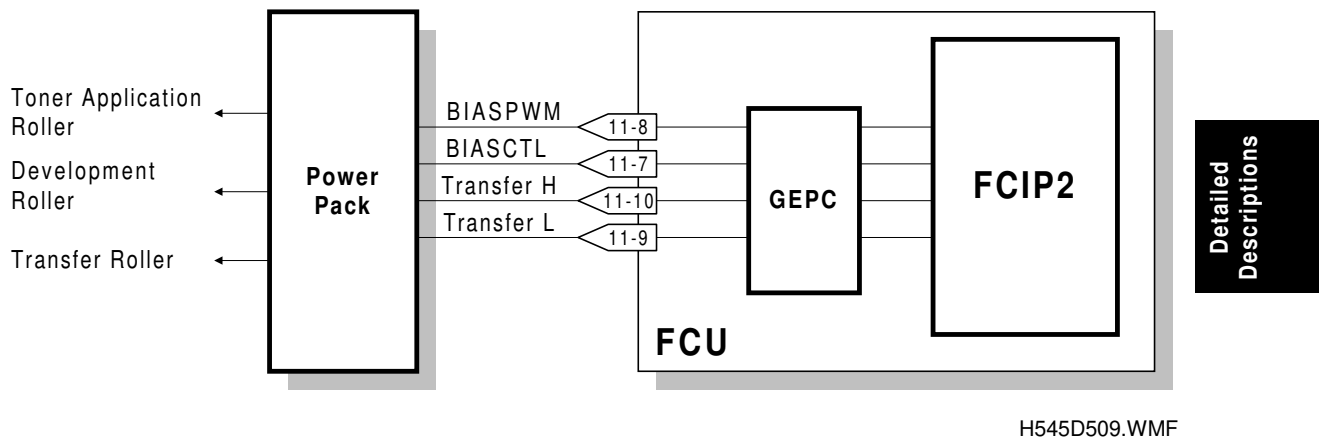 Toner Application
Roller
Development
Roller
Transfer Roller
Power
Pack
BIASPWM
11-8
BIASCTL
11-7
Transfer H
11-10
Transfer L
11-9
GEPC
FCIP2
FCU
Detailed
Descriptions
H545D509.WMF